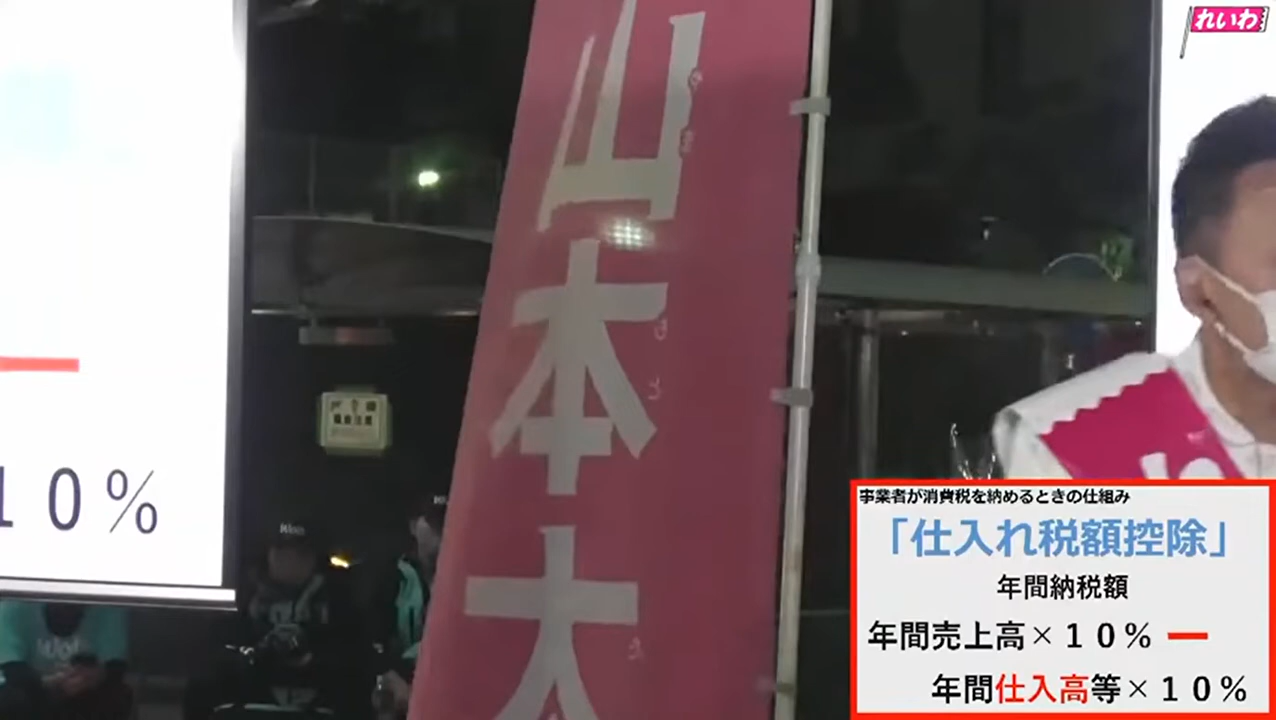 れいわ
山本太
10%
事業者が消費税を納めるときの仕組み
「仕入れ税額控除」
年間納税額
年間売上高×10% ー
年間仕入高等×10%